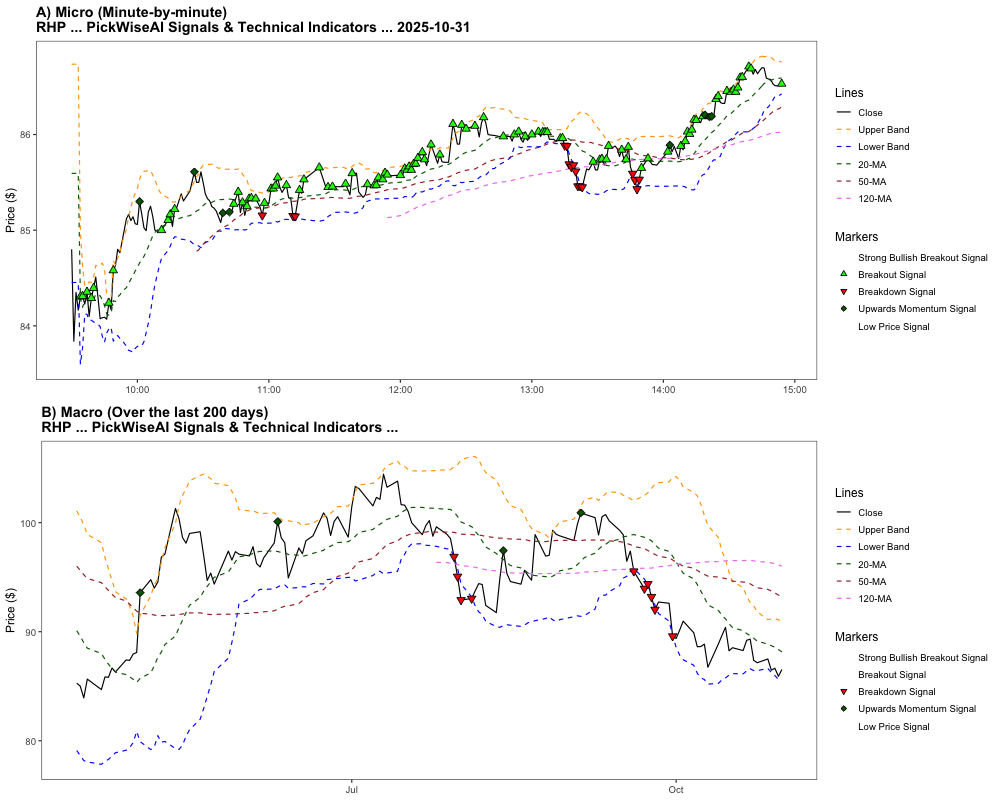 A) Micro (Minute-by-minute)
RHP ... PickWiseAI Signals & Technical Indicators ... 2025-10-31
Price ($)
86
85
84
10:00
11:00
12:00
13:00
14:00
15:00
Lines
Close
Upper Band
Lower Band
20-MA
50-MA
120-MA
Markers
Strong Bullish Breakout Signal
Breakout Signal
Breakdown Signal
Upwards Momentum Signal
Low Price Signal
B) Macro (Over the last 200 days)
RHP ... PickWiseAI Signals & Technical Indicators ...
Price ($)
100
90
80
Jul
Oct
Lines
Close
Upper Band
Lower Band
20-MA
50-MA
120-MA
Markers
Strong Bullish Breakout Signal
Breakout Signal
Breakdown Signal
Upwards Momentum Signal
Low Price Signal